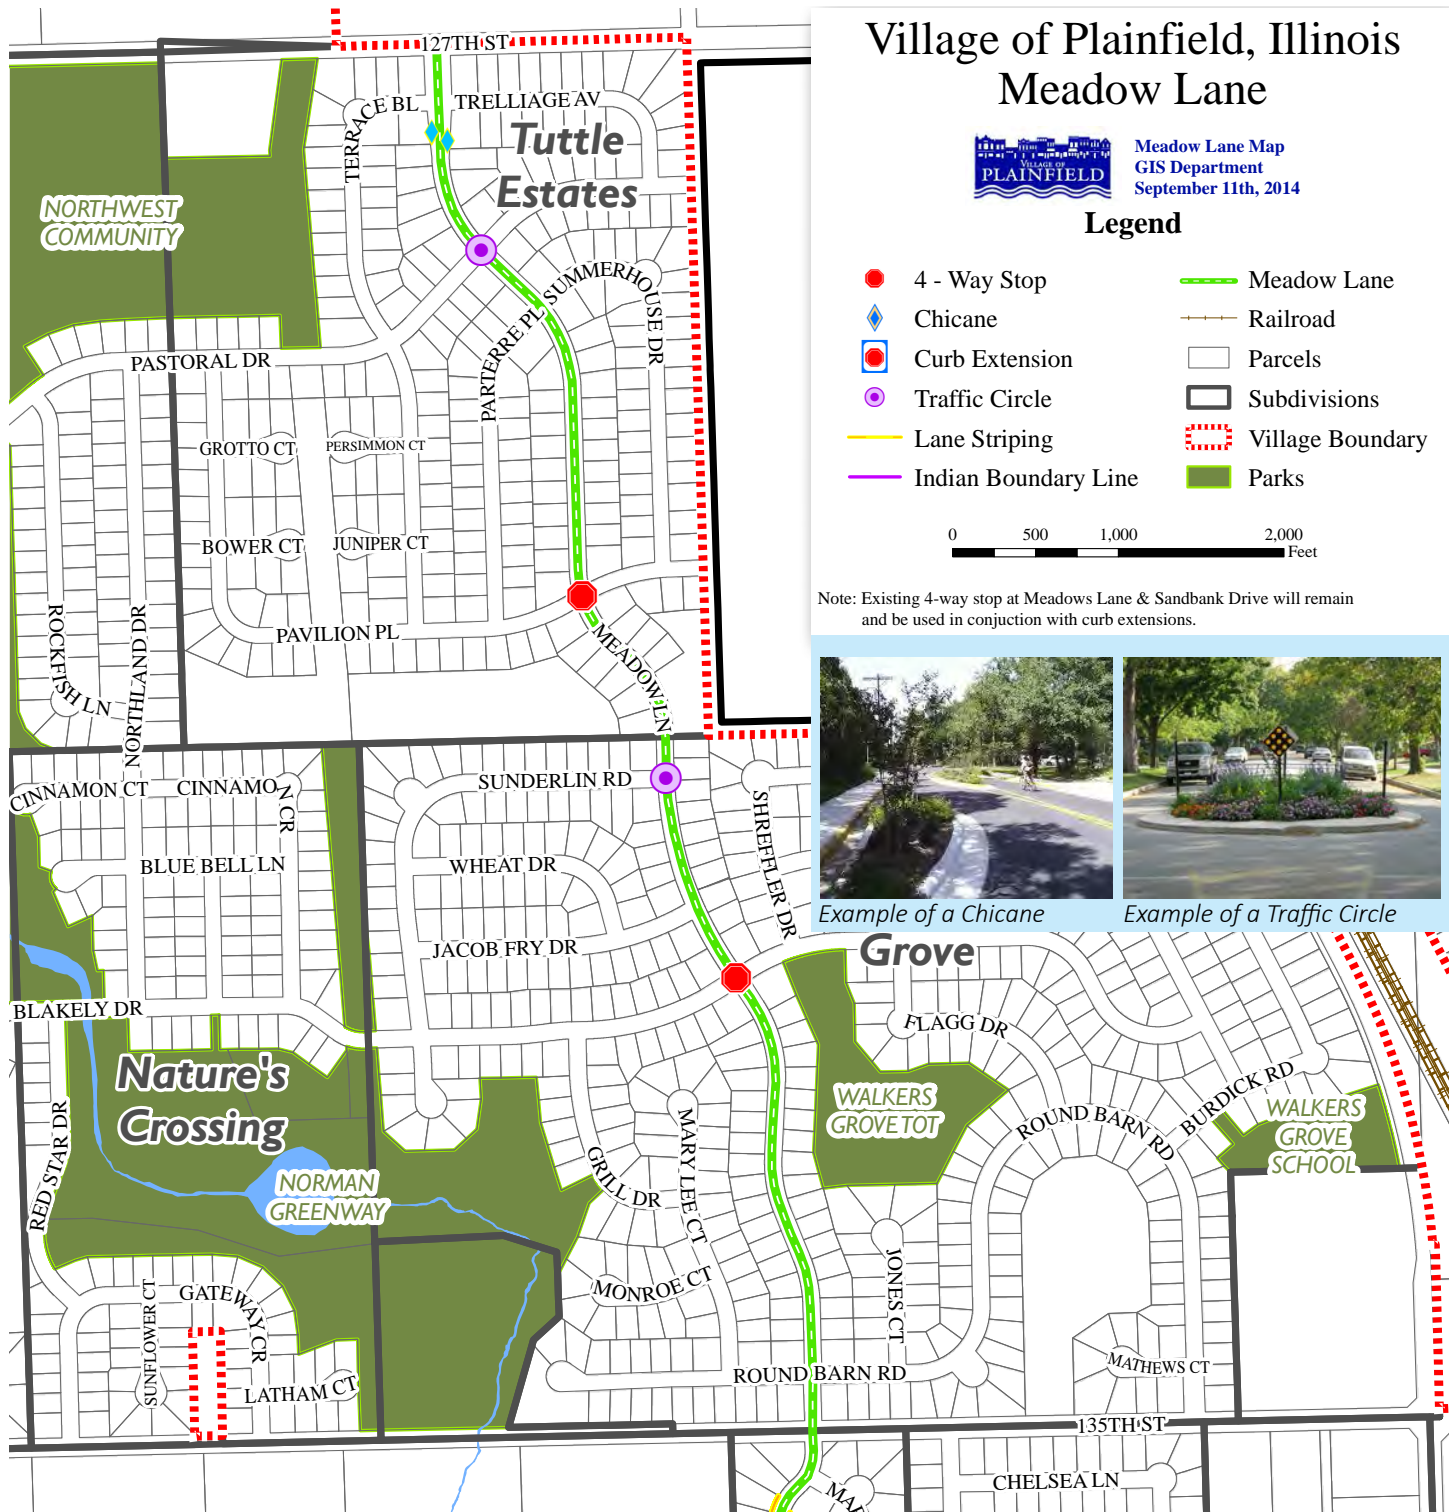 Village of Plainfield, Illinois
Meadow Lane
VILLAGE OF
PLAINFIELD
Meadow Lane Map
GIS Department
September 11th, 2014
Legend
4 - Way Stop
Chicane
Curb Extension
Traffic Circle
Lane Striping
Indian Boundary Line
Meadow Lane
Railroad
Parcels
Subdivisions
Village Boundary
Parks
0 500 1,000 2,000
Feet
Note: Existing 4-way stop at Meadows Lane & Sandbank Drive will remain
and be used in conjuction with curb extensions.
Example of a Chicane
Example of a Traffic Circle
127TH ST
TERRACE BL
TRELLIAGE AV
Tuttle
Estates
NORTHWEST
COMMUNITY
SUMMERHOUSE DR
PARTERRE PL
PASTORAL DR
GROTTO CT
PERSIMMON CT
BOWER CT
JUNIPER CT
ROCKFISH LN
NORTHLAND DR
PAVILION PL
MEADOW LN
CINNAMON CT
CINNAMON CR
SUNDERLIN RD
SHREFFLER DR
BLUE BELL LN
WHEAT DR
JACOB FRY DR
Grove
BLAKELY DR
FLAGG DR
Nature's
Crossing
WALKERS
GROVE TOT
ROUND BARN RD
BURDICK RD
WALKERS
GROVE
SCHOOL
RED STAR DR
MARY LEE CT
GRILL DR
NORMAN
GREENWAY
MONROE CT
JONES CT
SUNFLOWER CT
GATEWAY CR
LATHAM CT
ROUND BARN RD
MATHEWS CT
135TH ST
CHELSEA LN